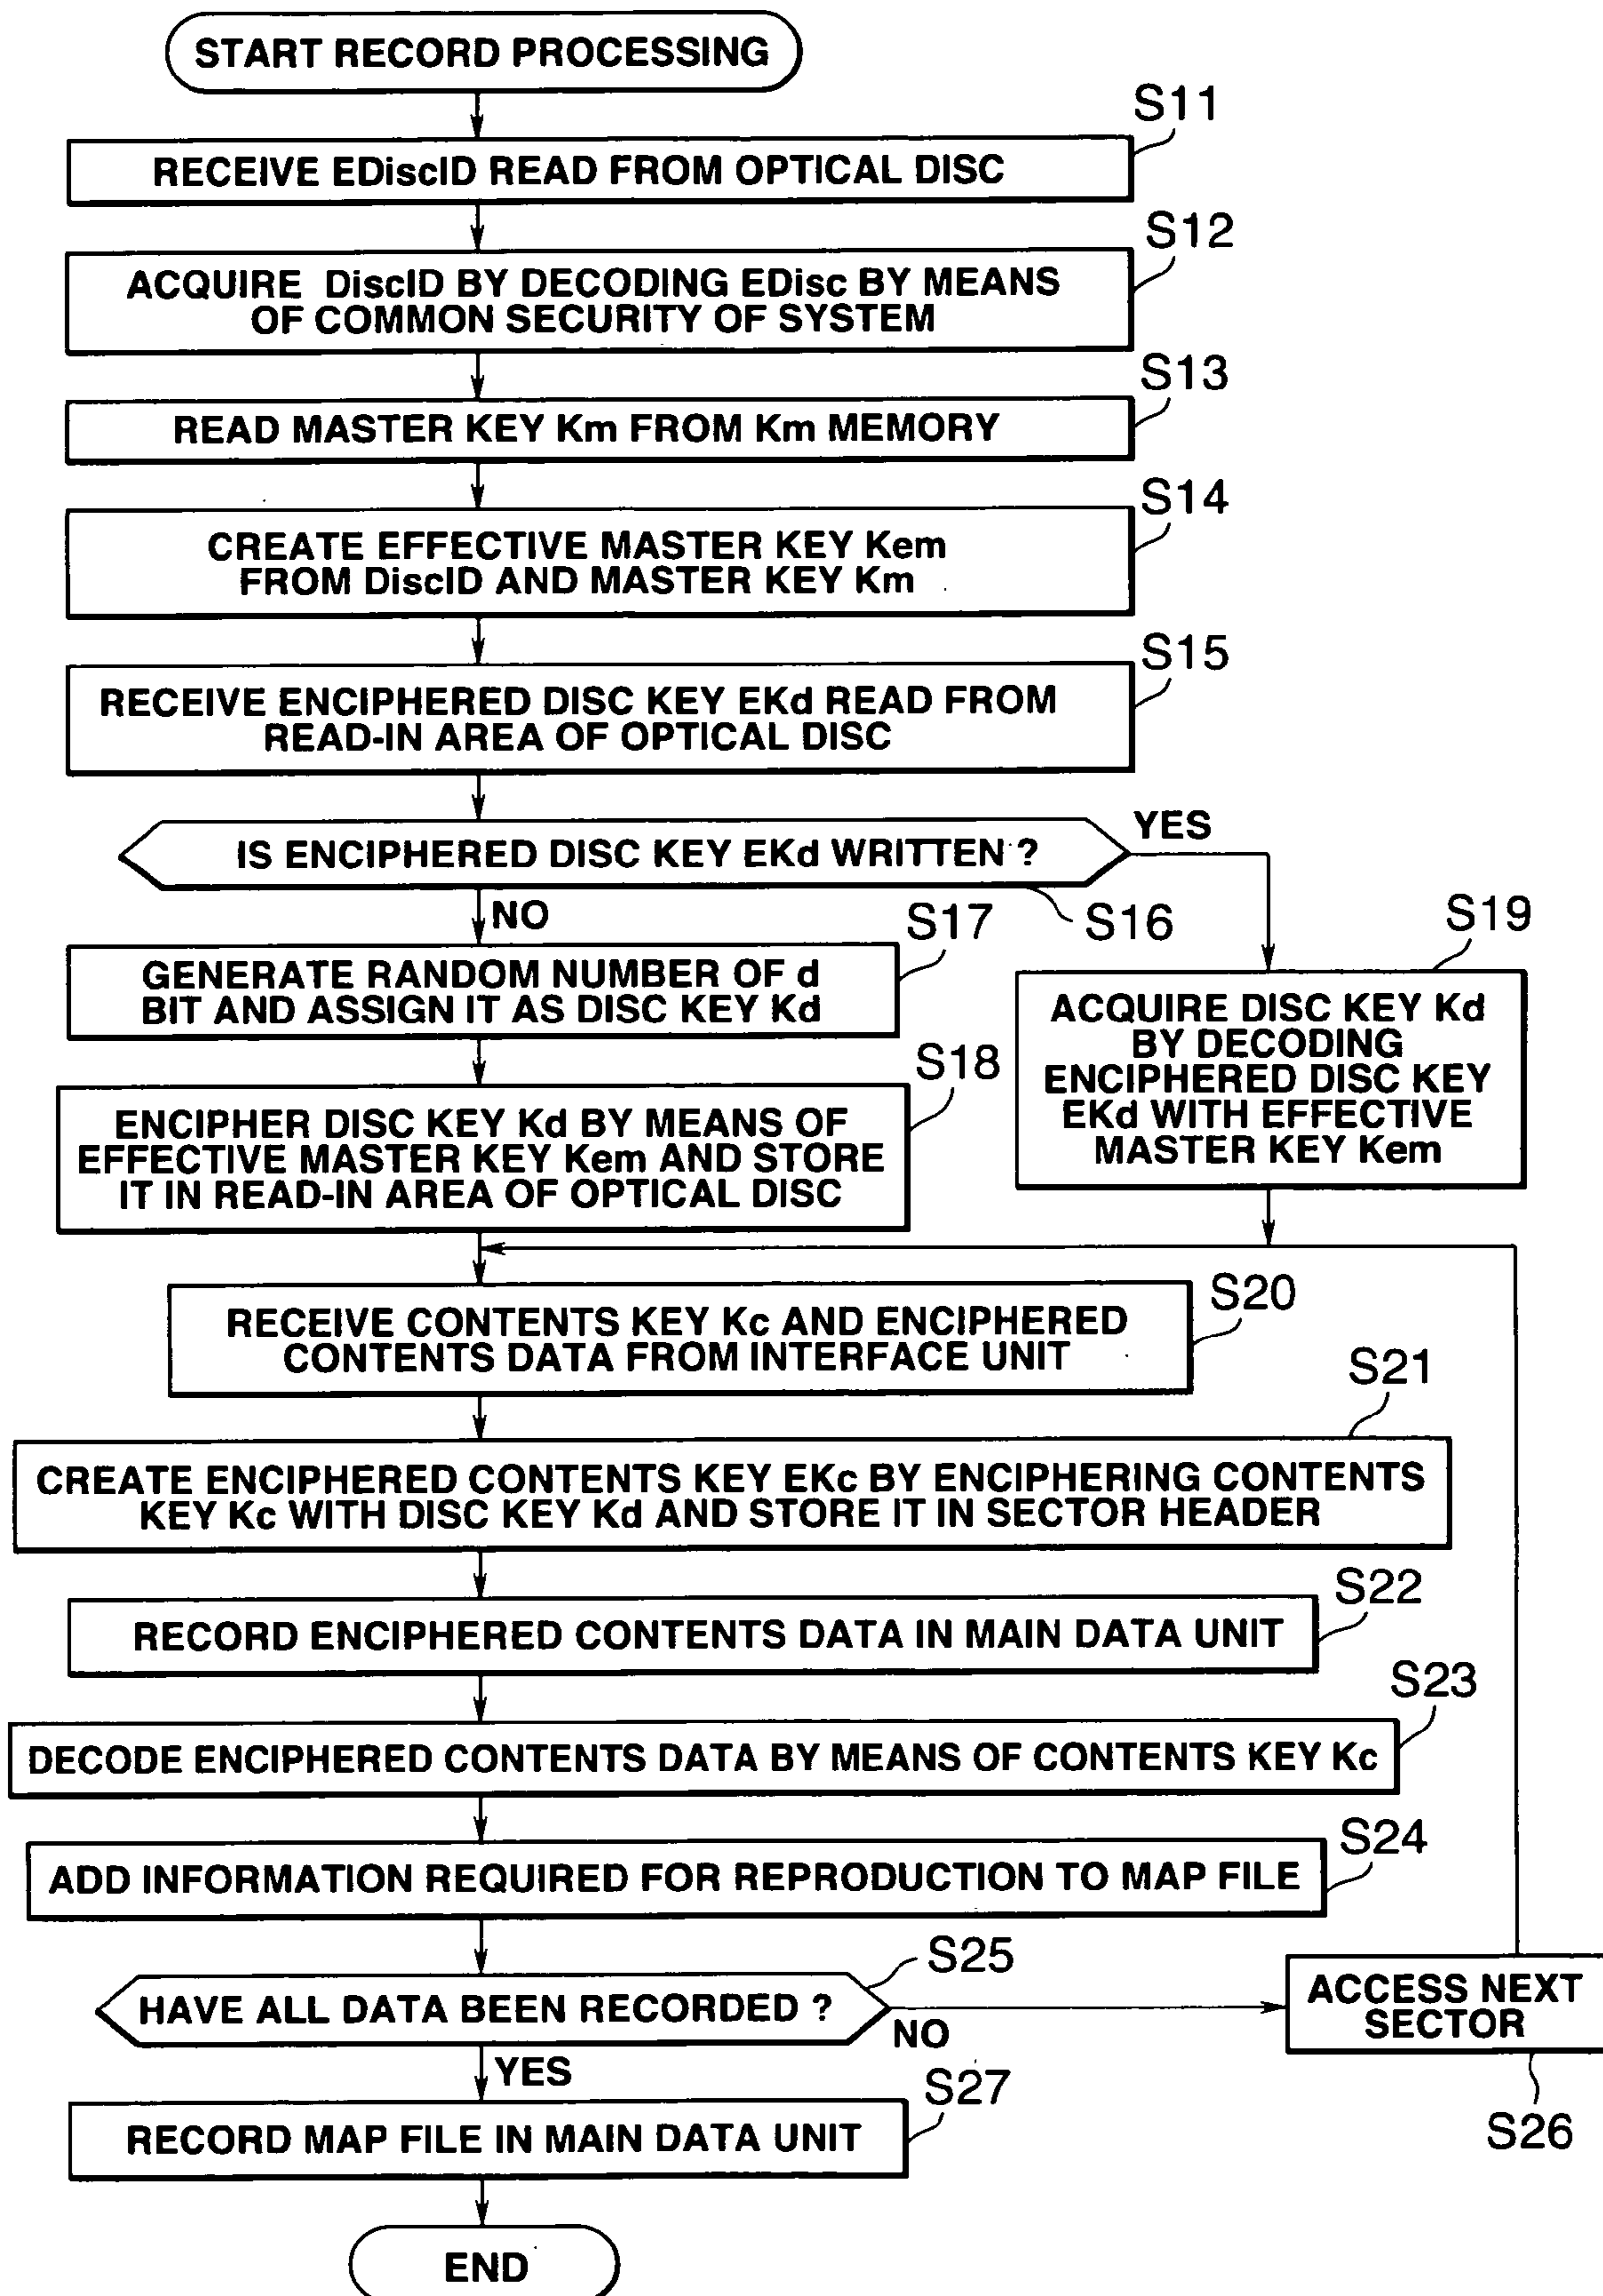 START RECORD PROCESSING
S11
RECEIVE EDiscID READ FROM OPTICAL DISC
S12
ACQUIRE DiscID BY DECODING EDisc BY MEANS
OF COMMON SECURITY OF SYSTEM
S13
READ MASTER KEY Km FROM Km MEMORY
S14
CREATE EFFECTIVE MASTER KEY Kem
FROM DiscID AND MASTER KEY Km
S15
RECEIVE ENCIPHERED DISC KEY EKd READ FROM
READ-IN AREA OF OPTICAL DISC
YES
IS ENCIPHERED DISC KEY EKd WRITTEN ?
NO
S16
S17
GENERATE RANDOM NUMBER OF d
BIT AND ASSIGN IT AS DISC KEY Kd
S19
ACQUIRE DISC KEY Kd
BY DECODING
ENCIPHERED DISC KEY
EKd WITH EFFECTIVE
MASTER KEY Kem
S18
ENCIPHER DISC KEY Kd BY MEANS OF
EFFECTIVE MASTER KEY Kem AND STORE
IT IN READ-IN AREA OF OPTICAL DISC
S20
RECEIVE CONTENTS KEY Kc AND ENCIPHERED
CONTENTS DATA FROM INTERFACE UNIT
S21
CREATE ENCIPHERED CONTENTS KEY EKc BY ENCIPHERING CONTENTS
KEY Kc WITH DISC KEY Kd AND STORE IT IN SECTOR HEADER
S22
RECORD ENCIPHERED CONTENTS DATA IN MAIN DATA UNIT
S23
DECODE ENCIPHERED CONTENTS DATA BY MEANS OF CONTENTS KEY Kc
S24
ADD INFORMATION REQUIRED FOR REPRODUCTION TO MAP FILE
S25
HAVE ALL DATA BEEN RECORDED ?
NO
ACCESS NEXT
SECTOR
S26
YES
S27
RECORD MAP FILE IN MAIN DATA UNIT
END